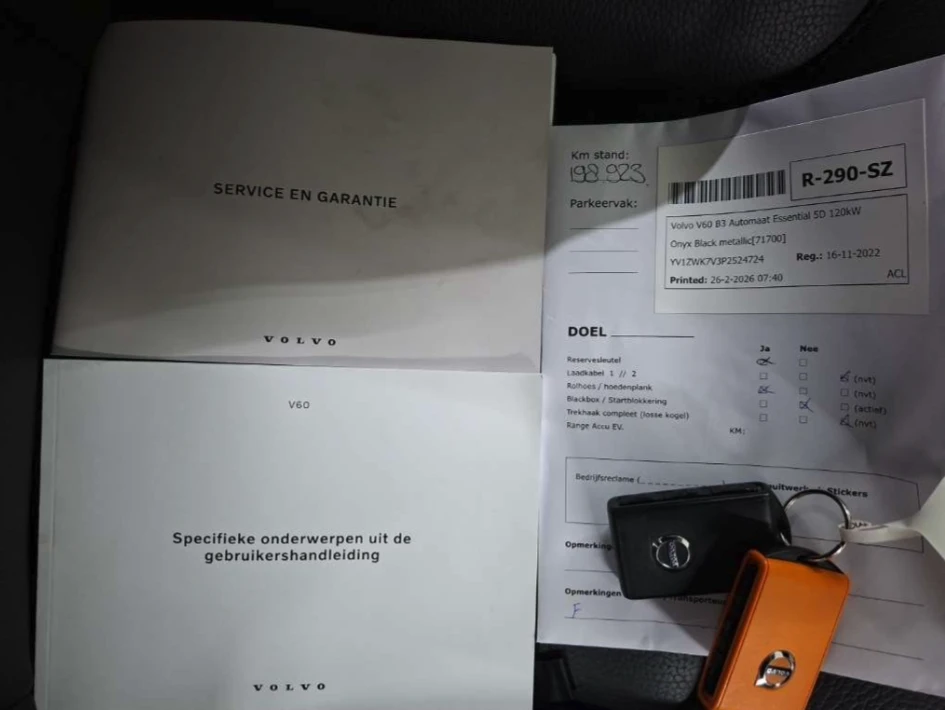 SERVICE EN GARANTIE
VOLVO
V60
Specifieke onderwerpen uit de
gebruikershandleiding
VOLVO
Km stand:
198.923
Parkeervak:
R-290-SZ
Volvo V60 B3 Automaat Essential 5D 120kW
Onyx Black metallic[71700]
YV1ZWK7V3P2524724 Reg.: 16-11-2022
Printed: 26-2-2026 07:40 ACL
DOEL
Ja Nee
Reservesleutel
Laadkabel 1 // 2 (nvt)
Rolhoes / hoedenplank (nvt)
Blackbox / Startblokkering (actief)
Trekhaak compleet (losse kogel) (nvt)
Range Accu EV. KM:
Bedrijfsreclame ( Stickers
Opmerking
Opmerkingen
F
VOLVO
VOLVO